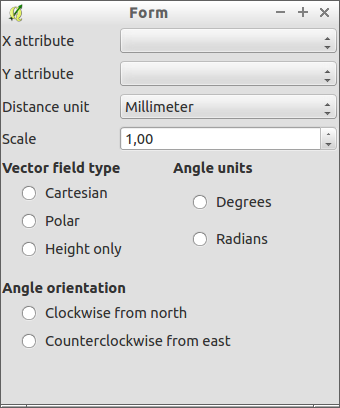 Form
X attribute
Y attribute
Distance unit Millimeter
Scale 1,00
Vector field type Angle units
Cartesian
Polar
Height only
Degrees
Radians
Angle orientation
Clockwise from north
Counterclockwise from east